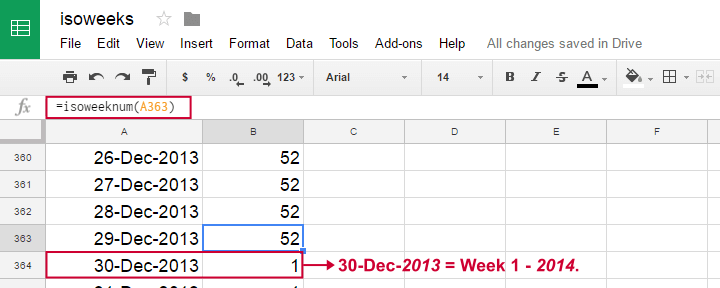 isoweeks
File Edit View Insert Format Data Tools Add-ons Help All changes saved in Drive
$ % .0 .00 123 Arial 14 B I S A
fx =isoweeknum(A363)
A B C D E F
360 26-Dec-2013 52
361 27-Dec-2013 52
362 28-Dec-2013 52
363 29-Dec-2013 52
364 30-Dec-2013 1 30-Dec-2013 = Week 1 - 2014.